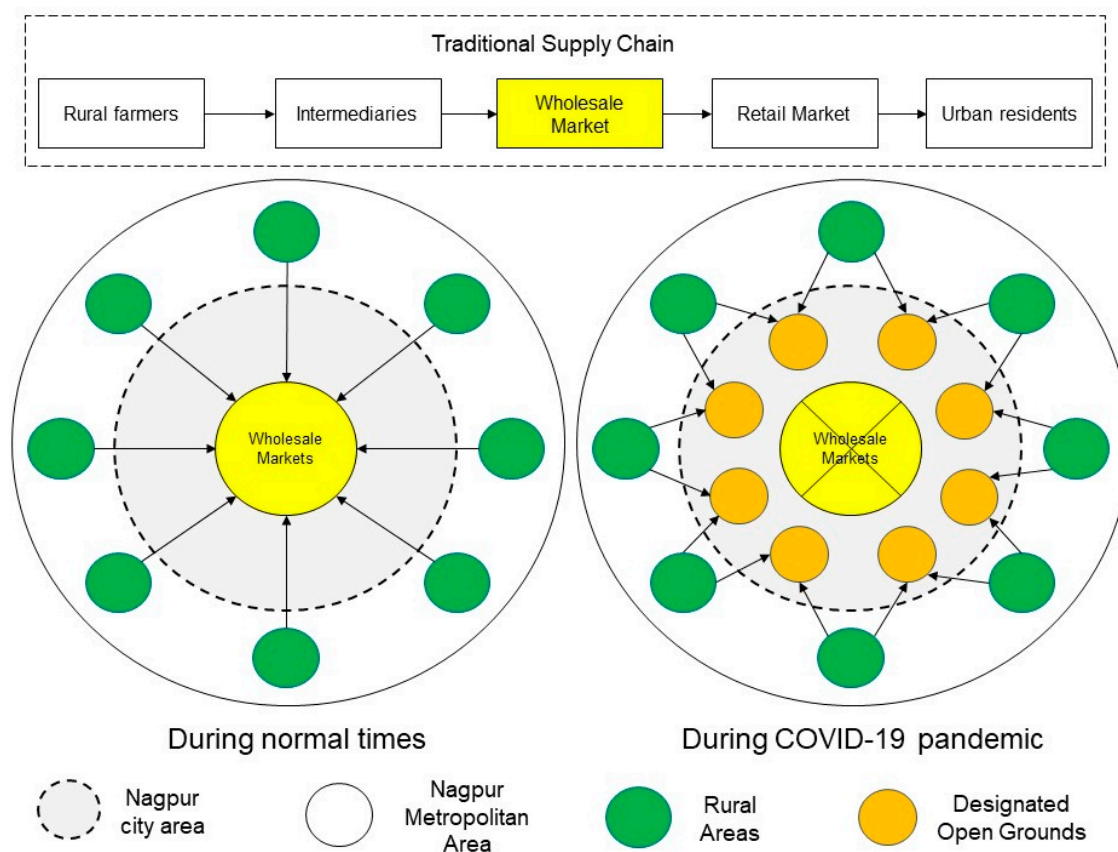 Traditional Supply Chain
Rural farmers
Intermediaries
Wholesale
Market
Retail Market
Urban residents
Wholesale
Markets
Wholesale
Markets
During normal times
During COVID-19 pandemic
Nagpur
city area
Nagpur
Metropolitan
Area
Rural
Areas
Designated
Open Grounds